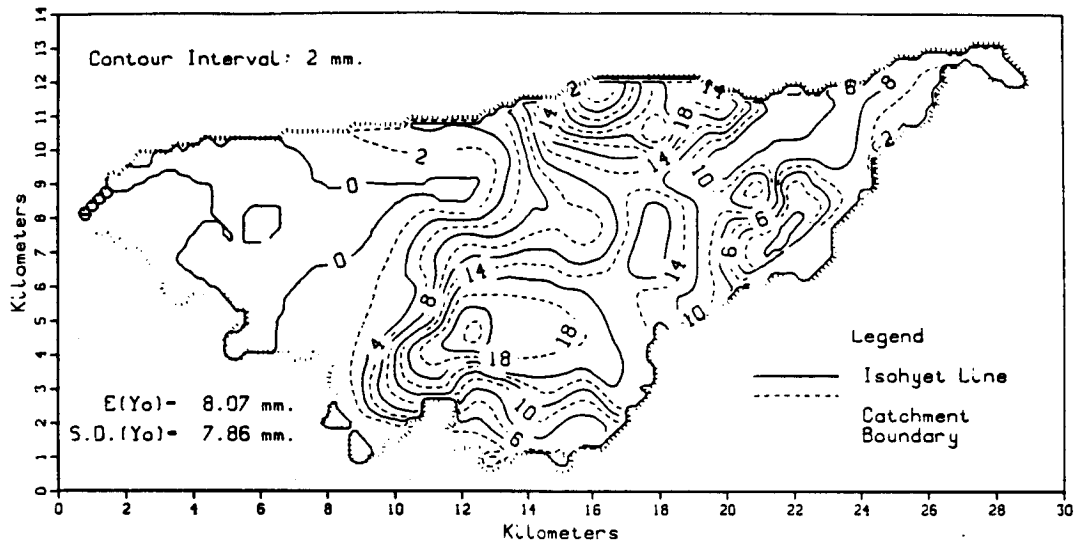 Contour Interval: 2 mm.
E(Yo)= 8.07 mm.
S.D.(Yo)= 7.86 mm.
Legend
Isohyet Line
Catchment
Boundary
Kilometers
0 1 2 3 4 5 6 7 8 9 10 11 12 13 14
2 14 8 8
14 18
2 2
14 10
0 0
6
0 14 14 6
8
10
4 18
18
10
6
0 2 4 6 8 10 12 14 16 18 20 22 24 26 28 30
Kilometers